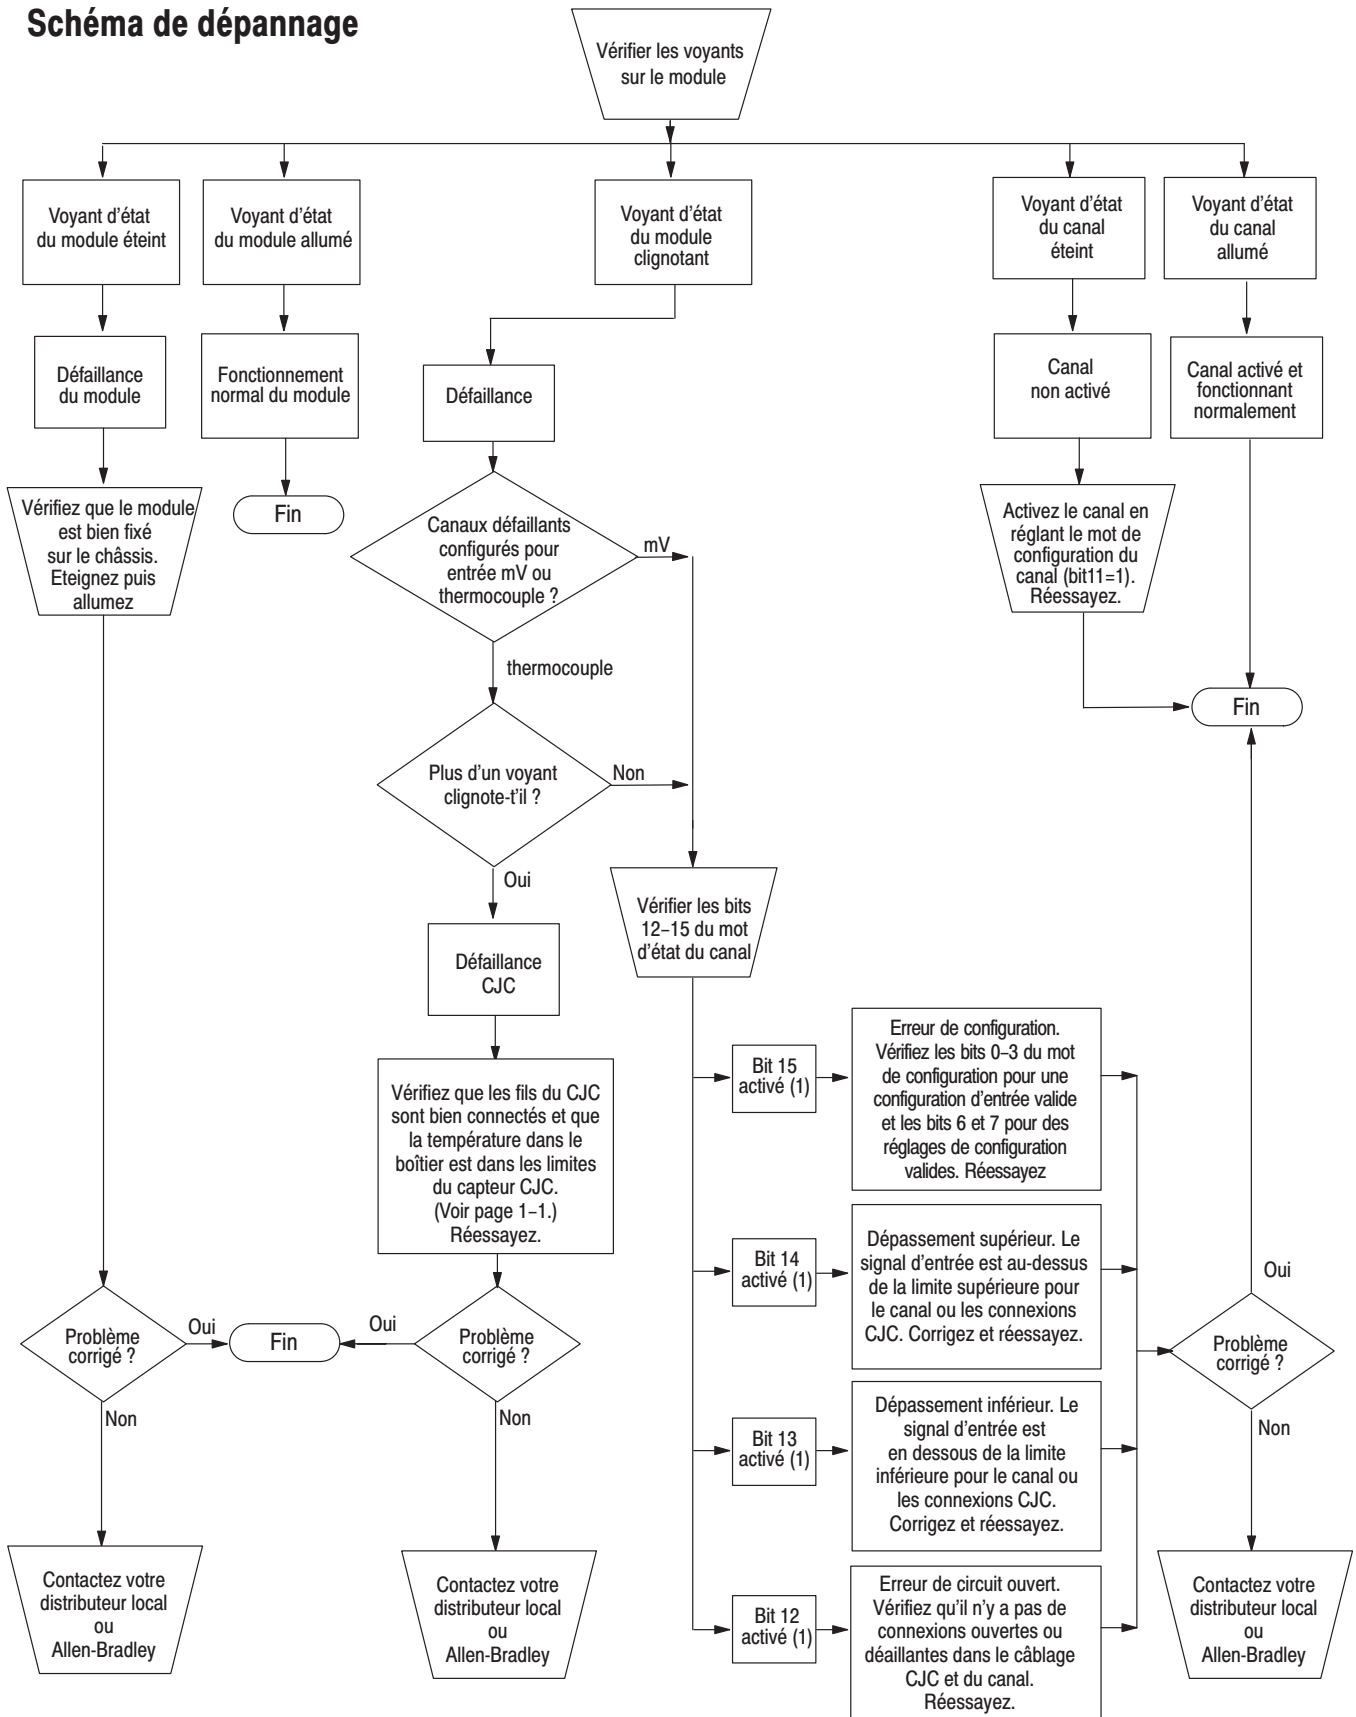 Schéma de dépannage
Vérifier les voyants
sur le module
Voyant d'état
du module éteint
Voyant d'état
du module allumé
Voyant d'état
du module
clignotant
Voyant d'état
du canal
éteint
Voyant d'état
du canal
allumé
Défaillance
du module
Fonctionnement
normal du module
Défaillance
Canal
non activé
Canal activé et
fonctionnant
normalement
Vérifiez que le module
est bien fixé
sur le châssis.
Eteignez puis
allumez
Fin
Canaux défaillants
configurés pour
entrée mV ou
thermocouple ?
mV
Activez le canal en
réglant le mot de
configuration du
canal (bit11=1).
Réessayez.
thermocouple
Fin
Plus d'un voyant
clignote-t'il ?
Non
Oui
Vérifier les bits
12–15 du mot
d'état du canal
Défaillance
CJC
Vérifiez que les fils du CJC
sont bien connectés et que
la température dans le
boîtier est dans les limites
du capteur CJC.
(Voir page 1–1.)
Réessayez.
Bit 15
activé (1)
Erreur de configuration.
Vérifiez les bits 0–3 du mot
de configuration pour une
configuration d'entrée valide
et les bits 6 et 7 pour des
réglages de configuration
valides. Réessayez
Bit 14
activé (1)
Dépassement supérieur. Le
signal d'entrée est au-dessus
de la limite supérieure pour
le canal ou les connexions
CJC. Corrigez et réessayez.
Oui
Problème
corrigé ?
Oui
Fin
Oui
Problème
corrigé ?
Problème
corrigé ?
Non
Non
Non
Bit 13
activé (1)
Dépassement inférieur. Le
signal d'entrée est
en dessous de la limite
inférieure pour le canal ou
les connexions CJC.
Corrigez et réessayez.
Contactez votre
distributeur local
ou
Allen-Bradley
Contactez votre
distributeur local
ou
Allen-Bradley
Bit 12
activé (1)
Erreur de circuit ouvert.
Vérifiez qu'il n'y a pas de
connexions ouvertes ou
déaillantes dans le câblage
CJC et du canal.
Réessayez.
Contactez votre
distributeur local
ou
Allen-Bradley